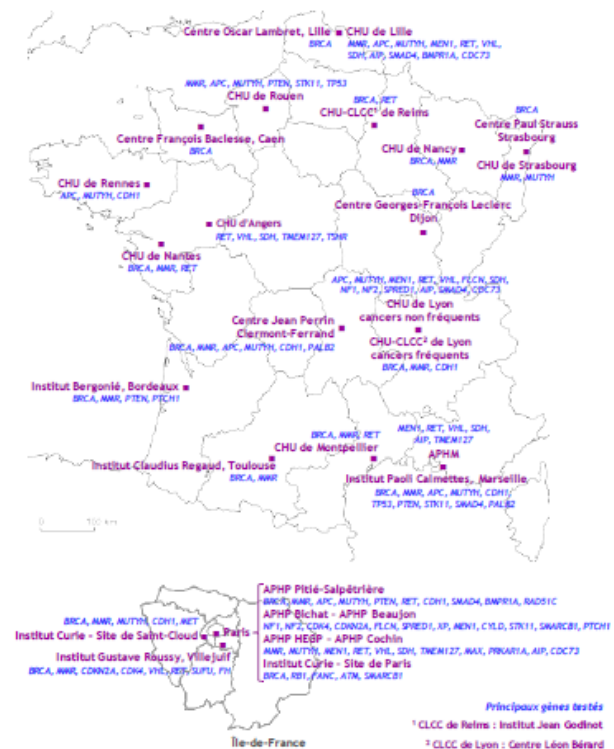 Centre Oscar Lambret, Lille
CHU de Lille
BRCA
MMR, APC, MUTYH, MEN1, RET, VHL,
SDH, AIP, SMAD4, BMPR1A, CDC73
MMR, APC, MUTYH, PTEN, STK11, TP53
CHU de Rouen
BRCA, RET
CHU-CLCC¹ de Reims
BRCA
Centre Paul Strauss
Strasbourg
Centre François Baclesse, Caen
BRCA
CHU de Nancy
BRCA, MMR
CHU de Strasbourg
MMR, MUTYH
CHU de Rennes
APC, MUTYH, CDH1
BRCA
Centre Georges-François Leclerc
Dijon
CHU d'Angers
RET, VHL, SDH, TMEM127, TSHR
CHU de Nantes
BRCA, MMR, RET
APC, MUTYH, MEN1, RET, VHL, FLCN, SDH,
NF1, NF2, SPRED1, AIP, SMAD4, CDC73
CHU de Lyon
cancers non fréquents
Centre Jean Perrin
Clermont-Ferrand
BRCA, MMR, APC, MUTYH, CDH1, PALB2
CHU-CLCC² de Lyon
cancers fréquents
BRCA, MMR, CDH1
Institut Bergonié, Bordeaux
BRCA, MMR, PTEN, PTCH1
BRCA, MMR, RET
CHU de Montpellier
MEN1, RET, VHL, SDH,
AIP, TMEM127
APHM
Institut Claudius Regaud, Toulouse
BRCA, MMR
Institut Paoli Calmettes, Marseille
BRCA, MMR, APC, MUTYH, CDH1,
TP53, PTEN, STK11, SMAD4, PALB2
0 100 km
APHP Pitié-Salpêtrière
BRCA, MMR, APC, MUTYH, PTEN, RET, CDH1, SMAD4, BMPR1A, RAD51C
APHP Bichat - APHP Beaujon
NF1, NF2, CDK4, CDKN2A, FLCN, SPRED1, XP, MEN1, CYLD, STK11, SMARCB1, PTCH1
APHP HEGP - APHP Cochin
MMR, MUTYH, MEN1, RET, VHL, SDH, TMEM127, MAX, PRKAR1A, AIP, CDC73
Institut Curie - Site de Paris
BRCA, RB1, FANC, ATM, SMARCB1
BRCA, MMR, MUTYH, CDH1, MET
Institut Curie - Site de Saint-Cloud
Paris
Institut Gustave Roussy, Villejuif
BRCA, MMR, CDKN2A, CDK4, VHL, RET, SUFU, FH
Île-de-France
Principaux gènes testés
¹ CLCC de Reims : Institut Jean Godinot
² CLCC de Lyon : Centre Léon Bérard